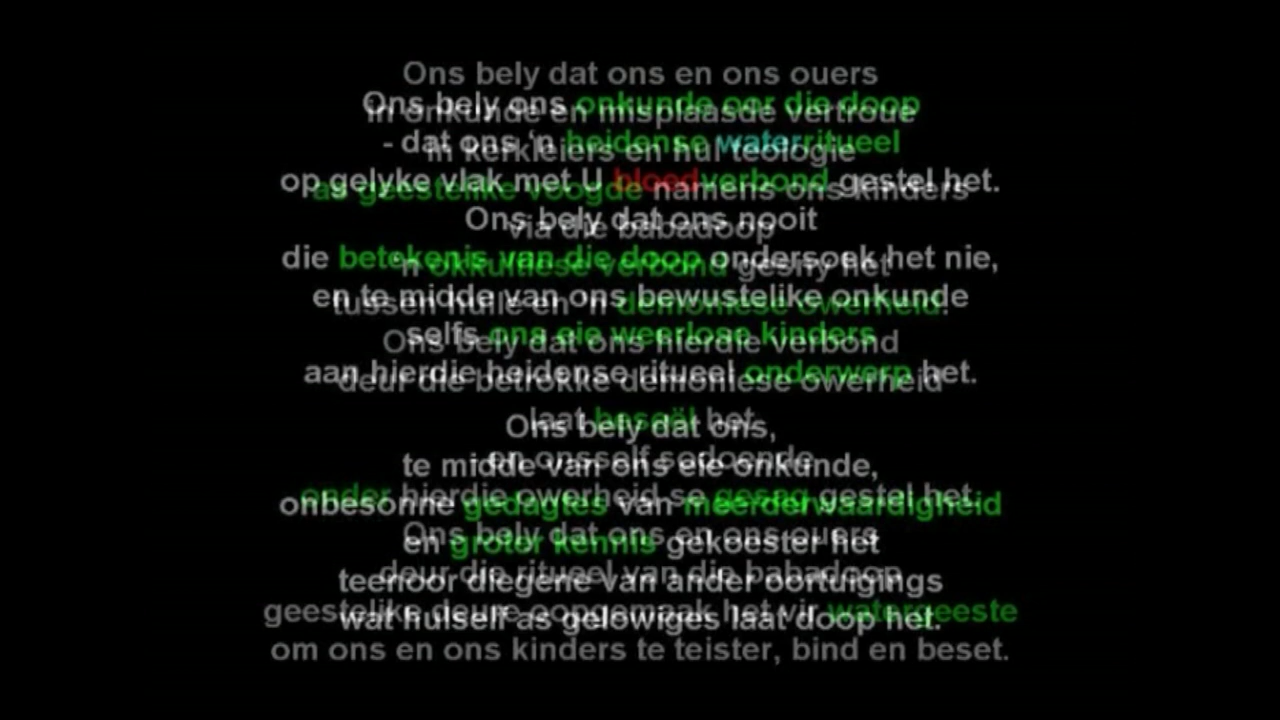 Ons bely dat ons en ons ouers
Ons bely ons onkunde oor die doop
in onkunde en misplaasde vertroue
- dat ons ‘n heidense waterritueel
in kerkleiers en hul teologie
op gelyke vlak met U bloedverbond gestel het.
as geestelike voogde namens ons kinders
Ons bely dat ons nooit
via die babadoop
die betekenis van die doop ondersoek het nie,
‘n okkultiese verbond gesny het
en te midde van ons bewustelike onkunde
tussen hulle en ‘n demoniese owerheid.
selfs ons eie weerlose kinders
Ons bely dat ons hierdie verbond
aan hierdie heidense ritueel onderwerp het.
deur die betrokke demoniese owerheid
laat beseël het
Ons bely dat ons,
en onsself sodoende
te midde van ons eie onkunde,
onder hierdie owerheid se gesag gestel het.
onbesonne gedagtes van meerderwaardigheid
Ons bely dat ons en ons ouers
en groter kennis gekoester het
deur die ritueel van die babadoop
teenoor diegene van ander oortuigings
geestelike deure oopgemaak het vir watergeeste
wat hulself as gelowiges laat doop het.
om ons en ons kinders te teister, bind en beset.